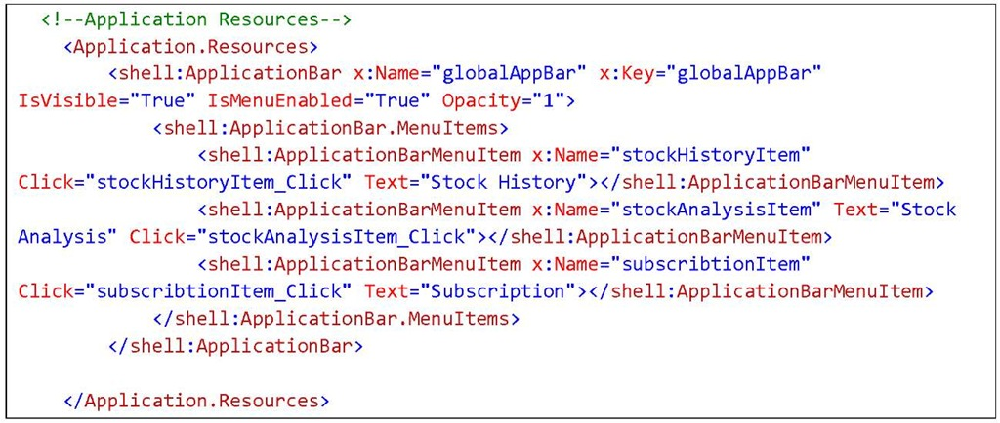 <!--Application Resources-->
<Application.Resources>
<shell:ApplicationBar x:Name="globalAppBar" x:Key="globalAppBar"
IsVisible="True" IsMenuEnabled="True" Opacity="1">
<shell:ApplicationBar.MenuItems>
<shell:ApplicationBarMenuItem x:Name="stockHistoryItem"
Click="stockHistoryItem_Click" Text="Stock History"></shell:ApplicationBarMenuItem>
<shell:ApplicationBarMenuItem x:Name="stockAnalysisItem" Text="Stock
Analysis" Click="stockAnalysisItem_Click"></shell:ApplicationBarMenuItem>
<shell:ApplicationBarMenuItem x:Name="subscribtionItem"
Click="subscribtionItem_Click" Text="Subscription"></shell:ApplicationBarMenuItem>
</shell:ApplicationBar.MenuItems>
</shell:ApplicationBar>
</Application.Resources>